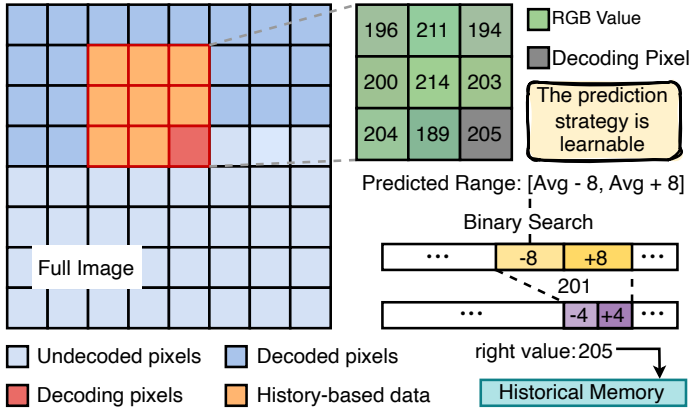 196 211 194
200 214 203
204 189 205
RGB Value
Decoding Pixel
The prediction
strategy is
learnable
Predicted Range: [Avg - 8, Avg + 8]
Binary Search
··· -8 +8 ···
201
··· -4 +4 ···
right value:205
Historical Memory
Full Image
Undecoded pixels
Decoded pixels
Decoding pixels
History-based data